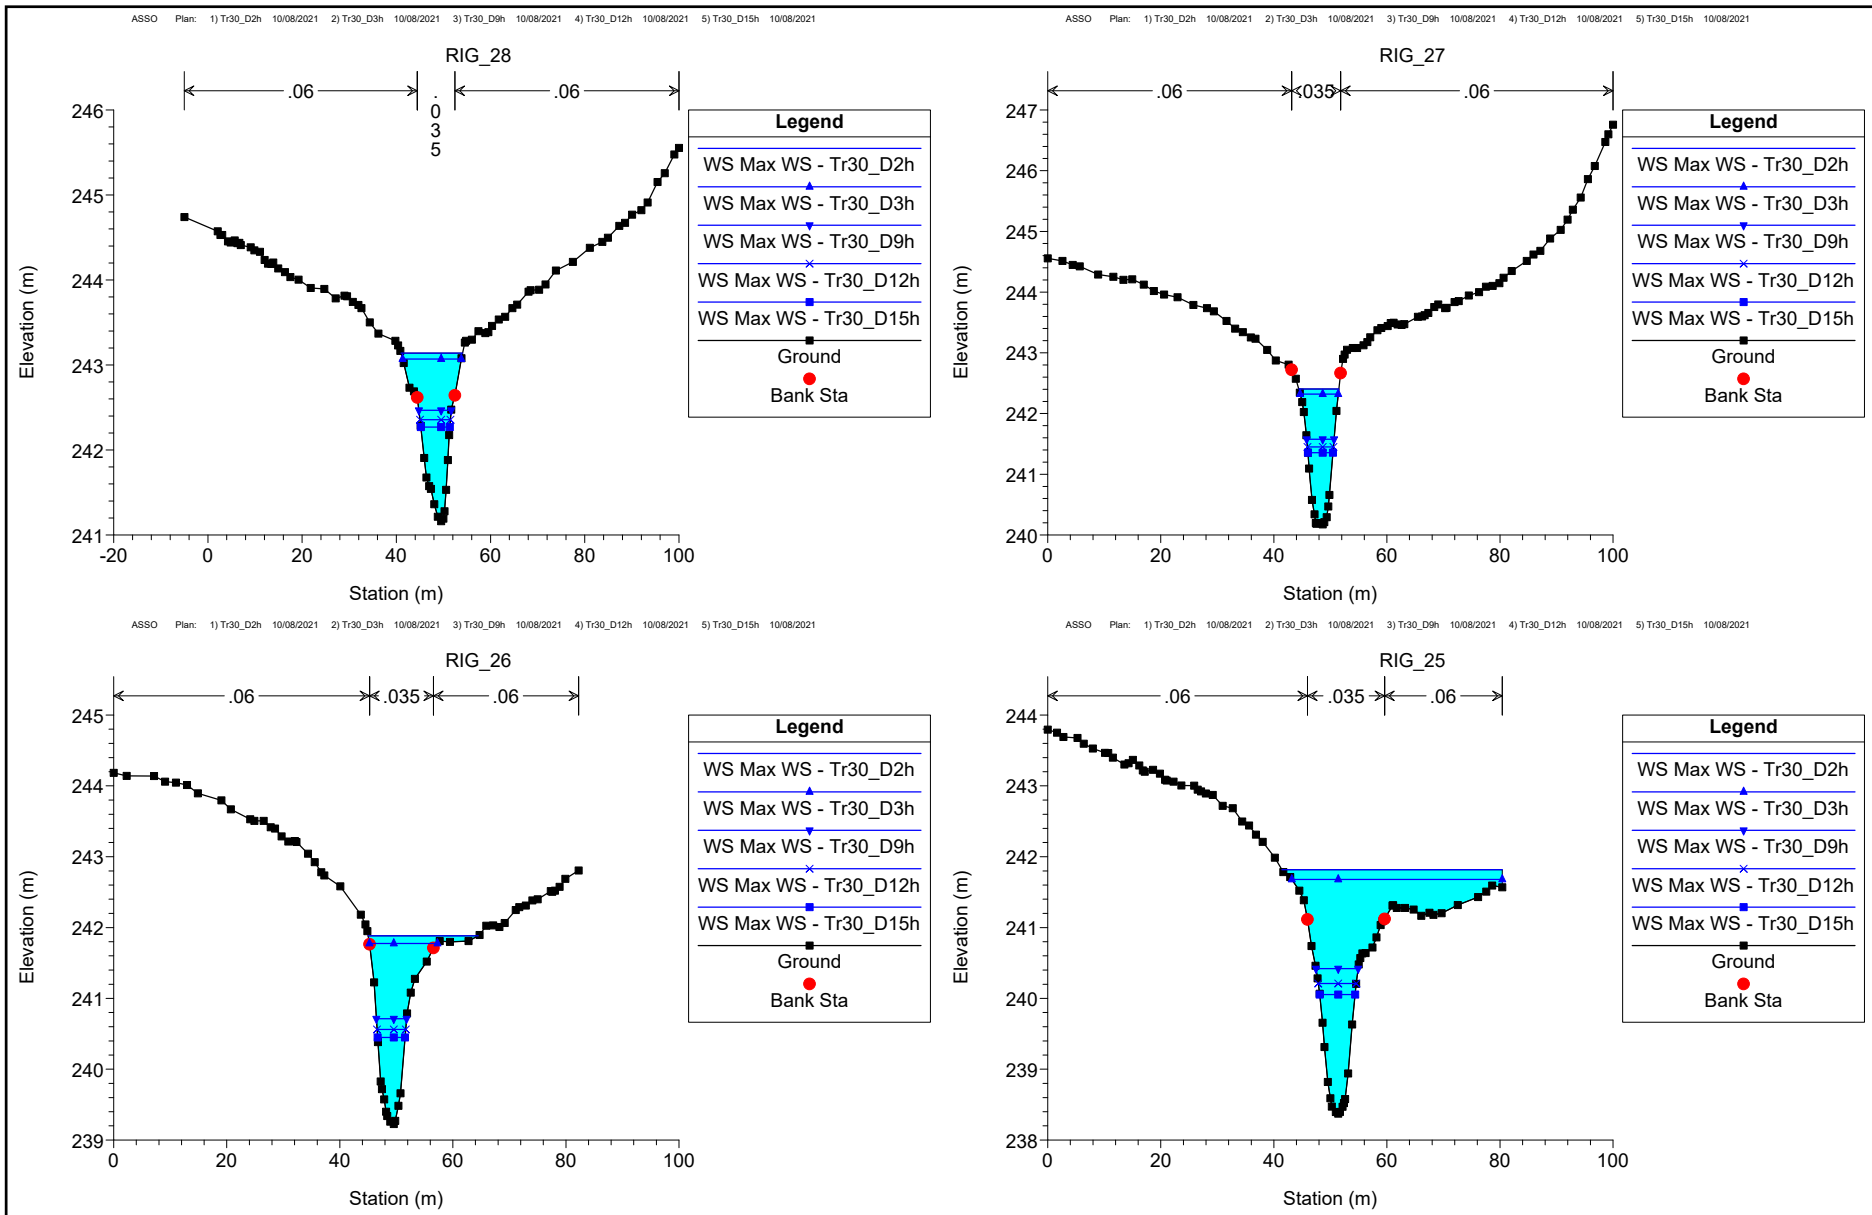 ASSO Plan: 1) Tr30_D2h 10/08/2021 2) Tr30_D3h 10/08/2021 3) Tr30_D9h 10/08/2021 4) Tr30_D12h 10/08/2021 5) Tr30_D15h 10/08/2021
RIG_28
.06 .035 .06
246
245
244
243
242
241
-20 0 20 40 60 80 100
Elevation (m)
Station (m)
Legend
WS Max WS - Tr30_D2h
WS Max WS - Tr30_D3h
WS Max WS - Tr30_D9h
WS Max WS - Tr30_D12h
WS Max WS - Tr30_D15h
Ground
Bank Sta
ASSO Plan: 1) Tr30_D2h 10/08/2021 2) Tr30_D3h 10/08/2021 3) Tr30_D9h 10/08/2021 4) Tr30_D12h 10/08/2021 5) Tr30_D15h 10/08/2021
RIG_27
.06 .035 .06
247
246
245
244
243
242
241
240
0 20 40 60 80 100
Elevation (m)
Station (m)
Legend
WS Max WS - Tr30_D2h
WS Max WS - Tr30_D3h
WS Max WS - Tr30_D9h
WS Max WS - Tr30_D12h
WS Max WS - Tr30_D15h
Ground
Bank Sta
ASSO Plan: 1) Tr30_D2h 10/08/2021 2) Tr30_D3h 10/08/2021 3) Tr30_D9h 10/08/2021 4) Tr30_D12h 10/08/2021 5) Tr30_D15h 10/08/2021
RIG_26
.06 .035 .06
245
244
243
242
241
240
239
0 20 40 60 80 100
Elevation (m)
Station (m)
Legend
WS Max WS - Tr30_D2h
WS Max WS - Tr30_D3h
WS Max WS - Tr30_D9h
WS Max WS - Tr30_D12h
WS Max WS - Tr30_D15h
Ground
Bank Sta
ASSO Plan: 1) Tr30_D2h 10/08/2021 2) Tr30_D3h 10/08/2021 3) Tr30_D9h 10/08/2021 4) Tr30_D12h 10/08/2021 5) Tr30_D15h 10/08/2021
RIG_25
.06 .035 .06
244
243
242
241
240
239
238
0 20 40 60 80 100
Elevation (m)
Station (m)
Legend
WS Max WS - Tr30_D2h
WS Max WS - Tr30_D3h
WS Max WS - Tr30_D9h
WS Max WS - Tr30_D12h
WS Max WS - Tr30_D15h
Ground
Bank Sta